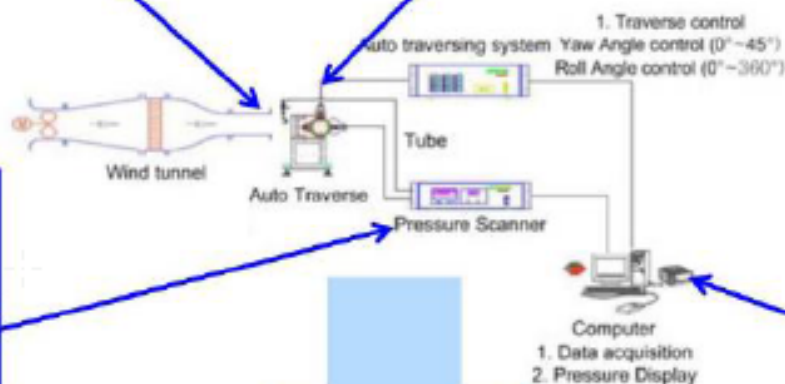 1. Traverse control
Auto traversing system Yaw Angle control (0°~45°)
Roll Angle control (0°~360°)
Tube
Wind tunnel
Auto Traverse
Pressure Scanner
Computer
1. Data acquisition
2. Pressure Display